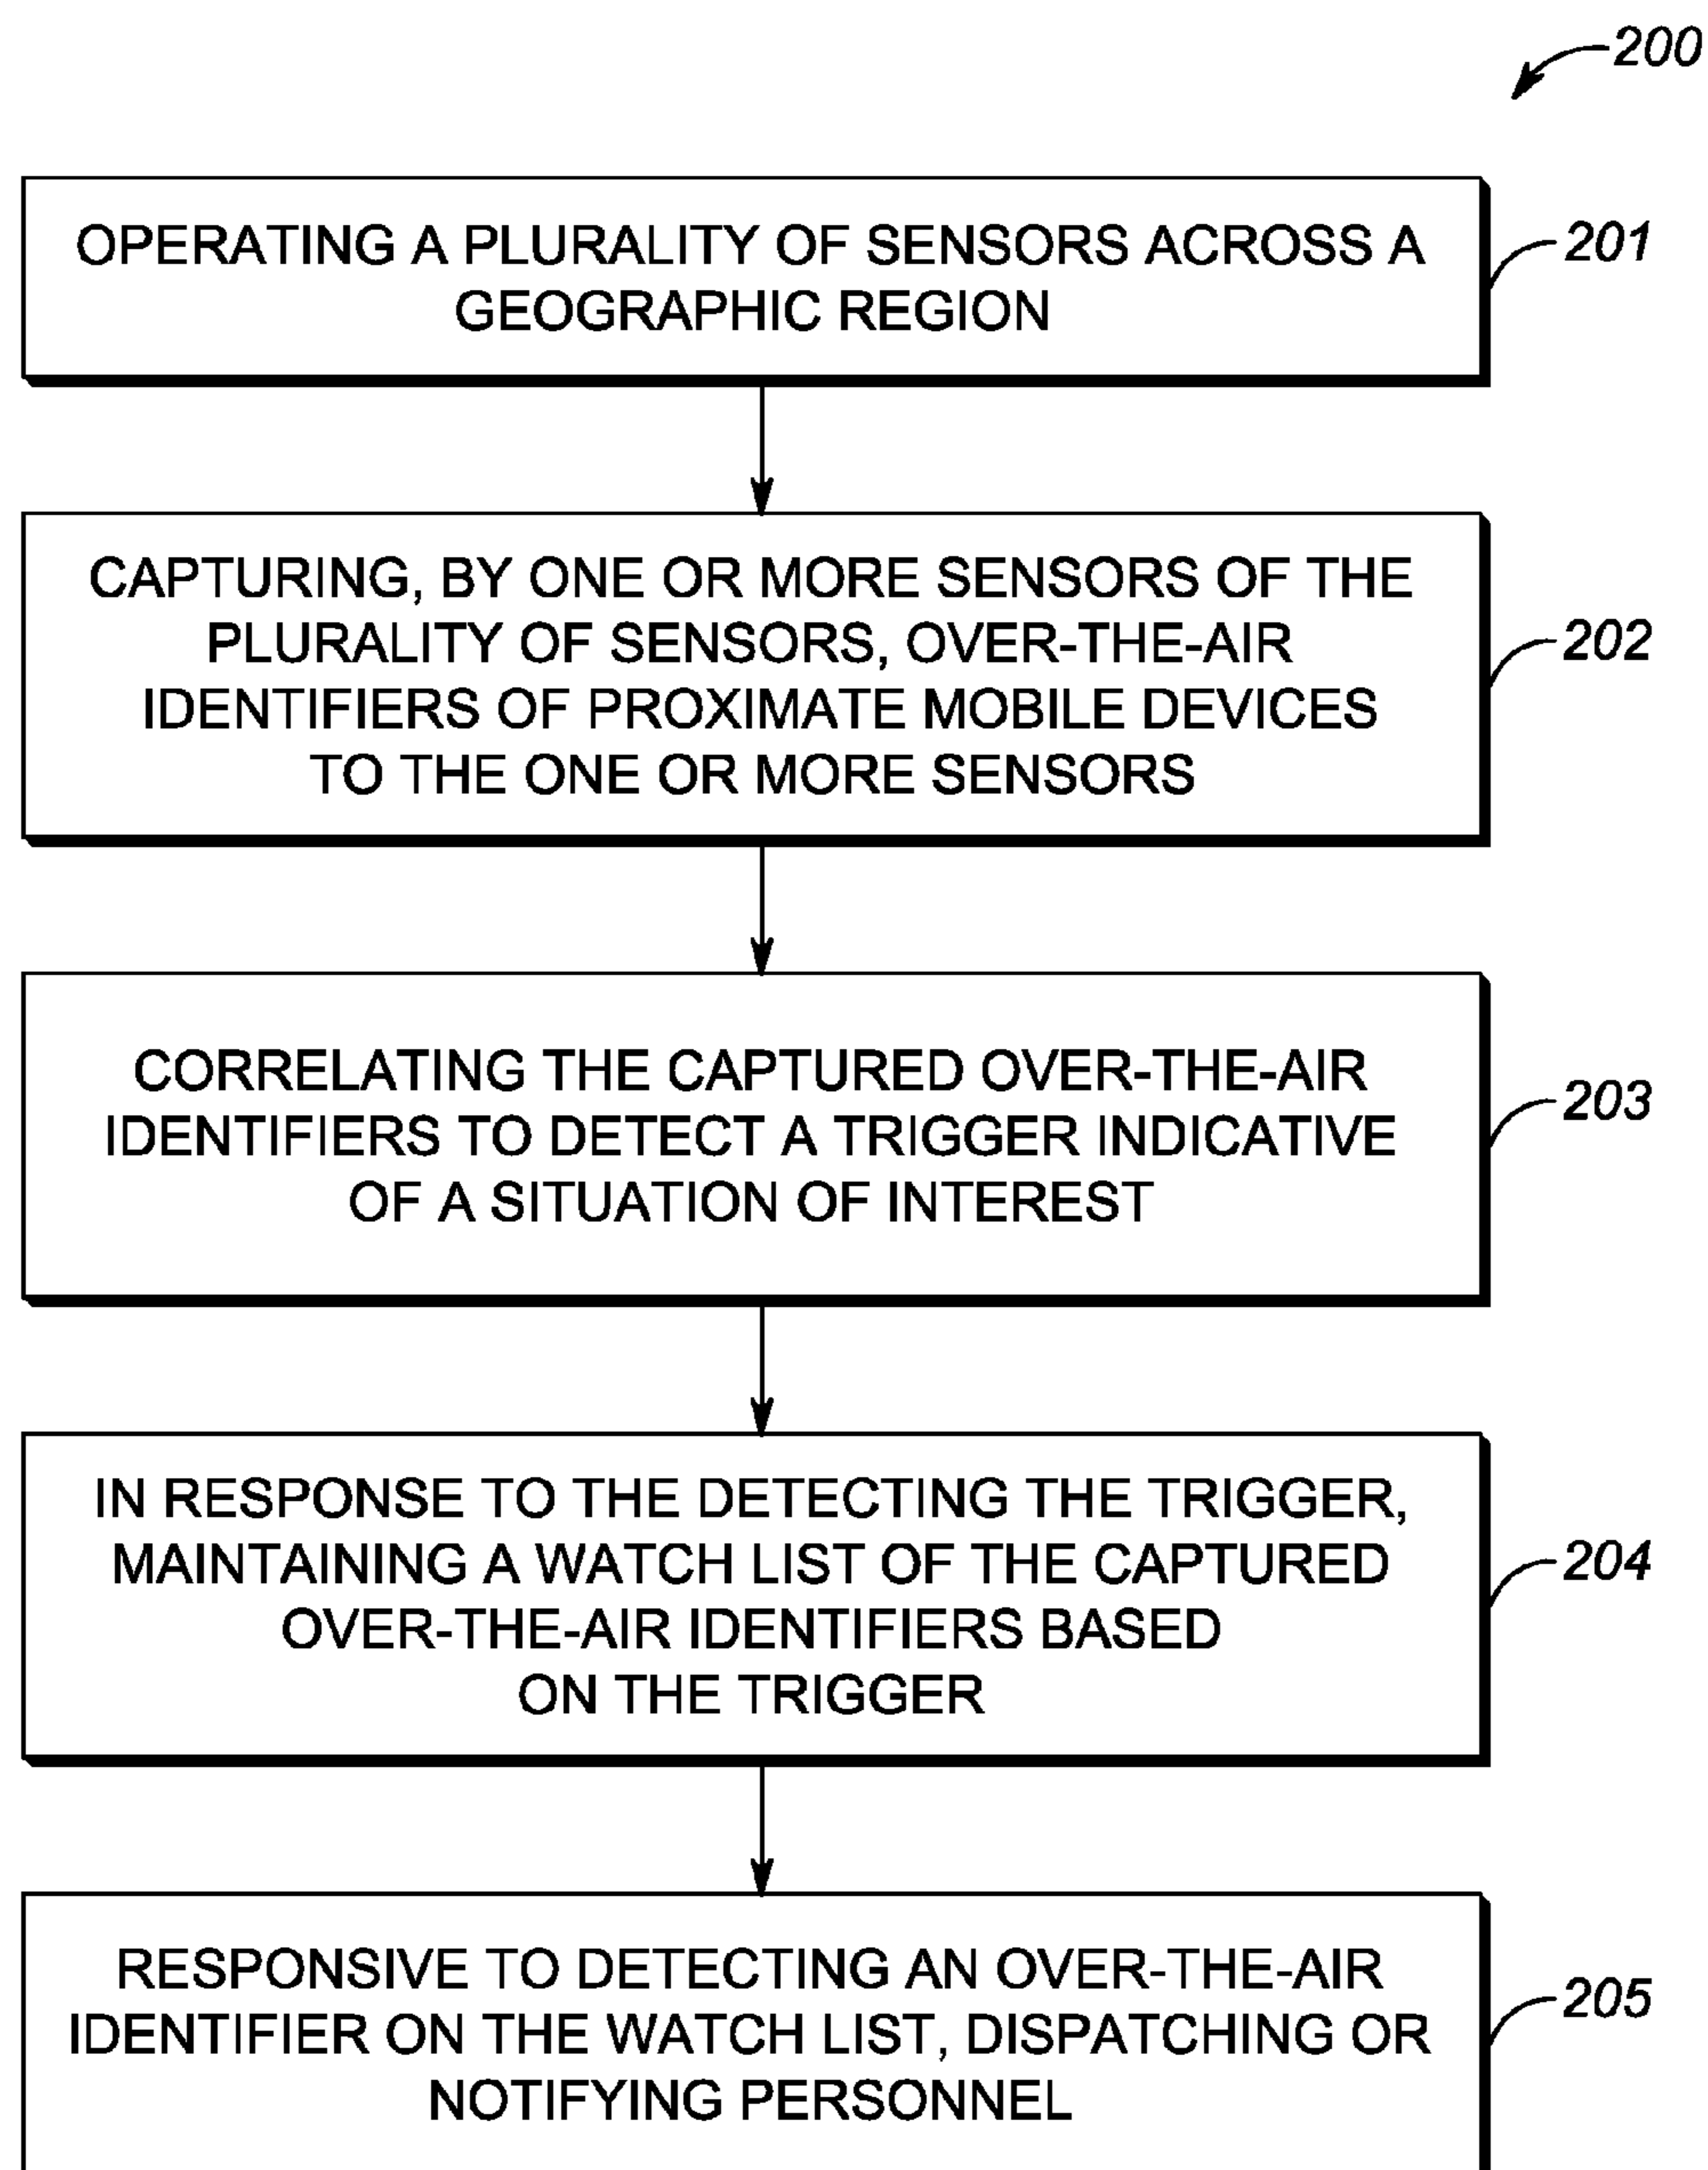 200
OPERATING A PLURALITY OF SENSORS ACROSS A
GEOGRAPHIC REGION
201
CAPTURING, BY ONE OR MORE SENSORS OF THE
PLURALITY OF SENSORS, OVER-THE-AIR
IDENTIFIERS OF PROXIMATE MOBILE DEVICES
TO THE ONE OR MORE SENSORS
202
CORRELATING THE CAPTURED OVER-THE-AIR
IDENTIFIERS TO DETECT A TRIGGER INDICATIVE
OF A SITUATION OF INTEREST
203
IN RESPONSE TO THE DETECTING THE TRIGGER,
MAINTAINING A WATCH LIST OF THE CAPTURED
OVER-THE-AIR IDENTIFIERS BASED
ON THE TRIGGER
204
RESPONSIVE TO DETECTING AN OVER-THE-AIR
IDENTIFIER ON THE WATCH LIST, DISPATCHING OR
NOTIFYING PERSONNEL
205